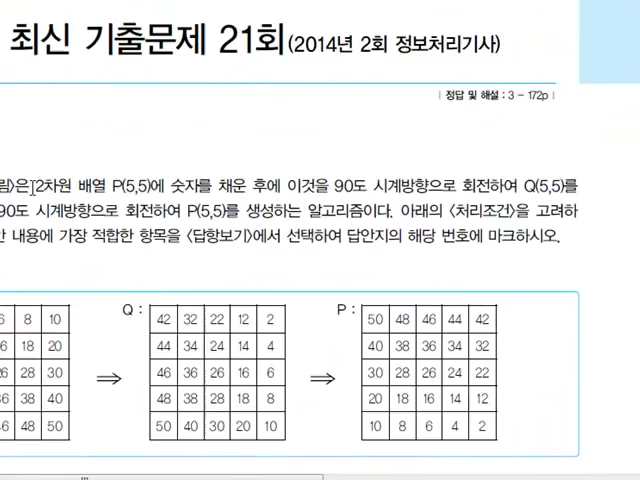 최신 기출문제 21회(2014년 2회 정보처리기사)
| 정답 및 해설 : 3 - 172p |
림〉은 2차원 배열 P(5,5)에 숫자를 채운 후에 이것을 90도 시계방향으로 회전하여 Q(5,5)를
90도 시계방향으로 회전하여 P(5,5)를 생성하는 알고리즘이다. 아래의 〈처리조건〉을 고려하
한 내용에 가장 적합한 항목을 〈답항보기〉에서 선택하여 답안지의 해당 번호에 마크하시오.
6 8 10 Q : 42 32 22 12 2 P : 50 48 46 44 42
6 18 20 44 34 24 14 4 40 38 36 34 32
26 28 30 ⇒ 46 36 26 16 6 ⇒ 30 28 26 24 22
36 38 40 48 38 28 18 8 20 18 16 14 12
46 48 50 50 40 30 20 10 10 8 6 4 2